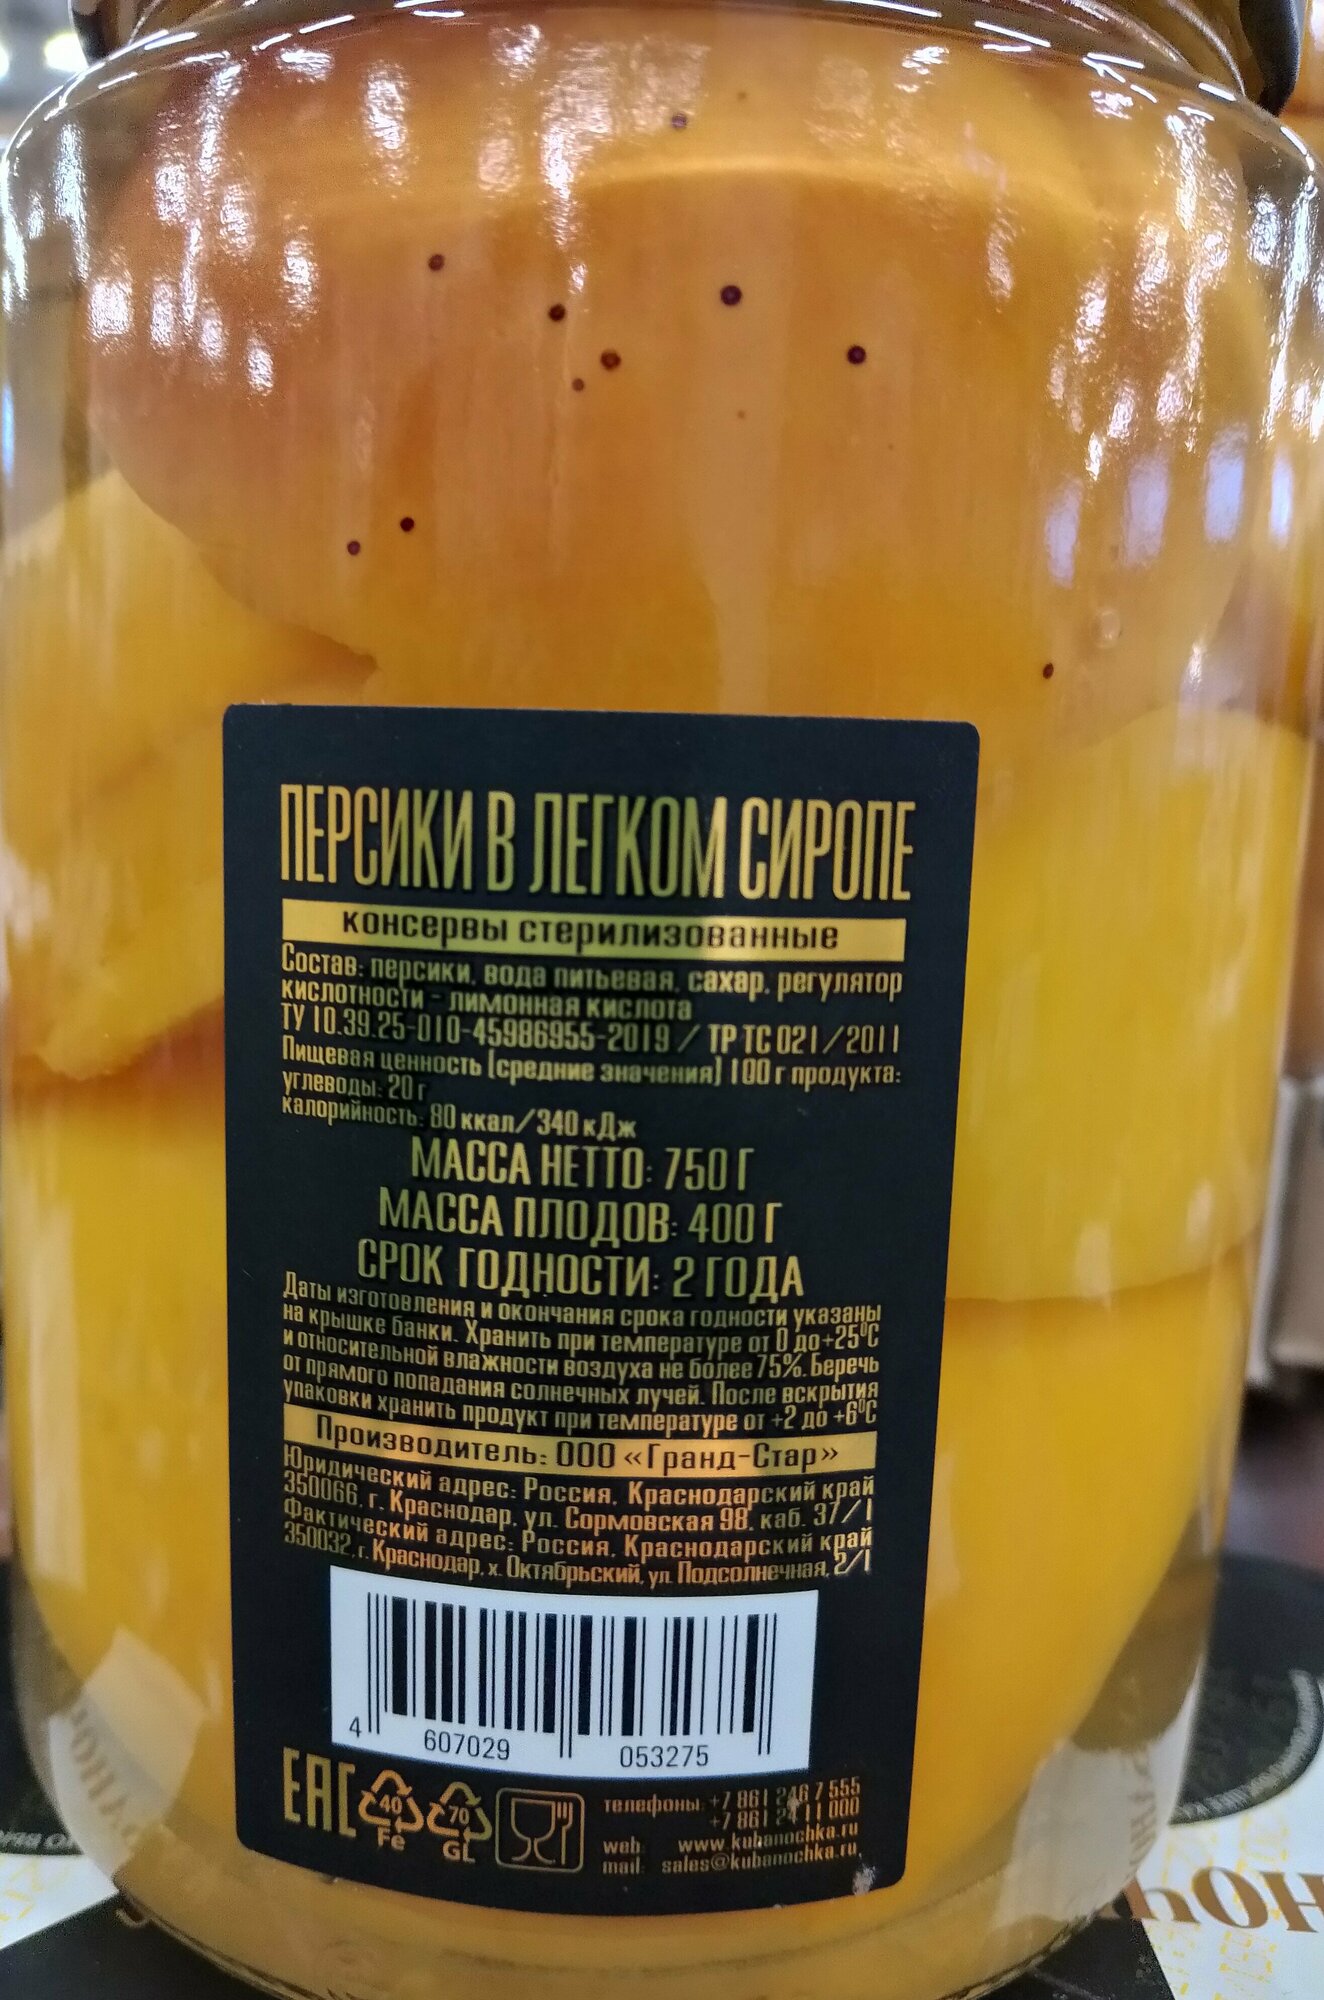 ПЕРСИКИ В ЛЕГКОМ СИРОПЕ
консервы стерилизованные
Состав: персики, вода питьевая, сахар, регулятор
кислотности - лимонная кислота
ТУ 10.39.25-010-45986955-2019 / ТР ТС 021/2011
Пищевая ценность (средние значения) 100 г продукта:
углеводы: 20 г
калорийность: 80 ккал/340 кДж
МАССА НЕТТО: 750 Г
МАССА ПЛОДОВ: 400 Г
СРОК ГОДНОСТИ: 2 ГОДА
Даты изготовления и окончания срока годности указаны
на крышке банки. Хранить при температуре от 0 до +25°С
и относительной влажности воздуха не более 75%. Беречь
от прямого попадания солнечных лучей. После вскрытия
упаковки хранить продукт при температуре от +2 до +6°С
Производитель: ООО «Гранд-Стар»
Юридический адрес: Россия, Краснодарский край
350066, г. Краснодар, ул. Сормовская 98, каб. 37/1
Фактический адрес: Россия, Краснодарский край
350032, г. Краснодар, х. Октябрьский, ул. Подсолнечная, 2/1
4 607029 053275
ЕАС
40 Fe
70 GL
телефоны: +7 861 246 7 555
+7 861 11 000
web: www.kubanochka.ru
mail: sales@kubanochka.ru,